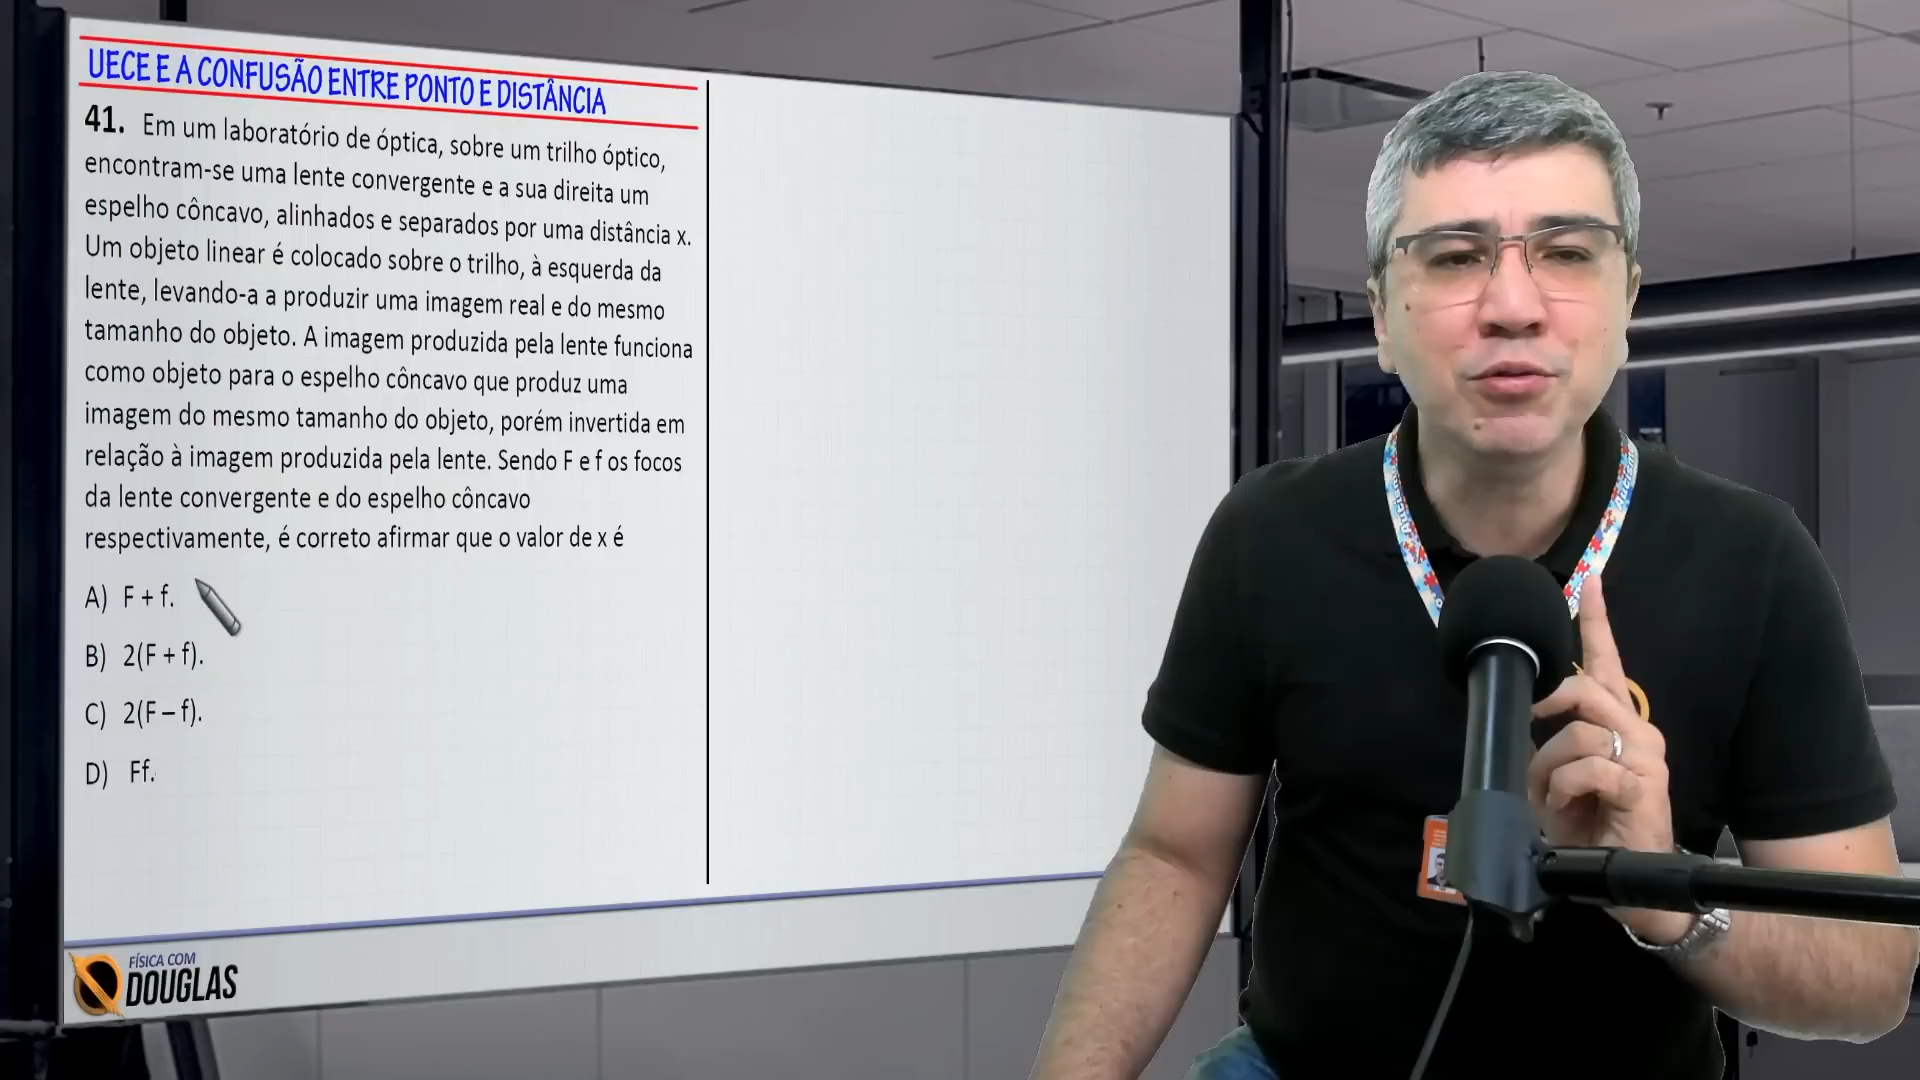 UECE E A CONFUSÃO ENTRE PONTO E DISTÂNCIA
41. Em um laboratório de óptica, sobre um trilho óptico,
encontram-se uma lente convergente e a sua direita um
espelho côncavo, alinhados e separados por uma distância x.
Um objeto linear é colocado sobre o trilho, à esquerda da
lente, levando-a a produzir uma imagem real e do mesmo
tamanho do objeto. A imagem produzida pela lente funciona
como objeto para o espelho côncavo que produz uma
imagem do mesmo tamanho do objeto, porém invertida em
relação à imagem produzida pela lente. Sendo F e f os focos
da lente convergente e do espelho côncavo
respectivamente, é correto afirmar que o valor de x é
A) F + f.
B) 2(F + f).
C) 2(F – f).
D) Ff.
FÍSICA COM
DOUGLAS